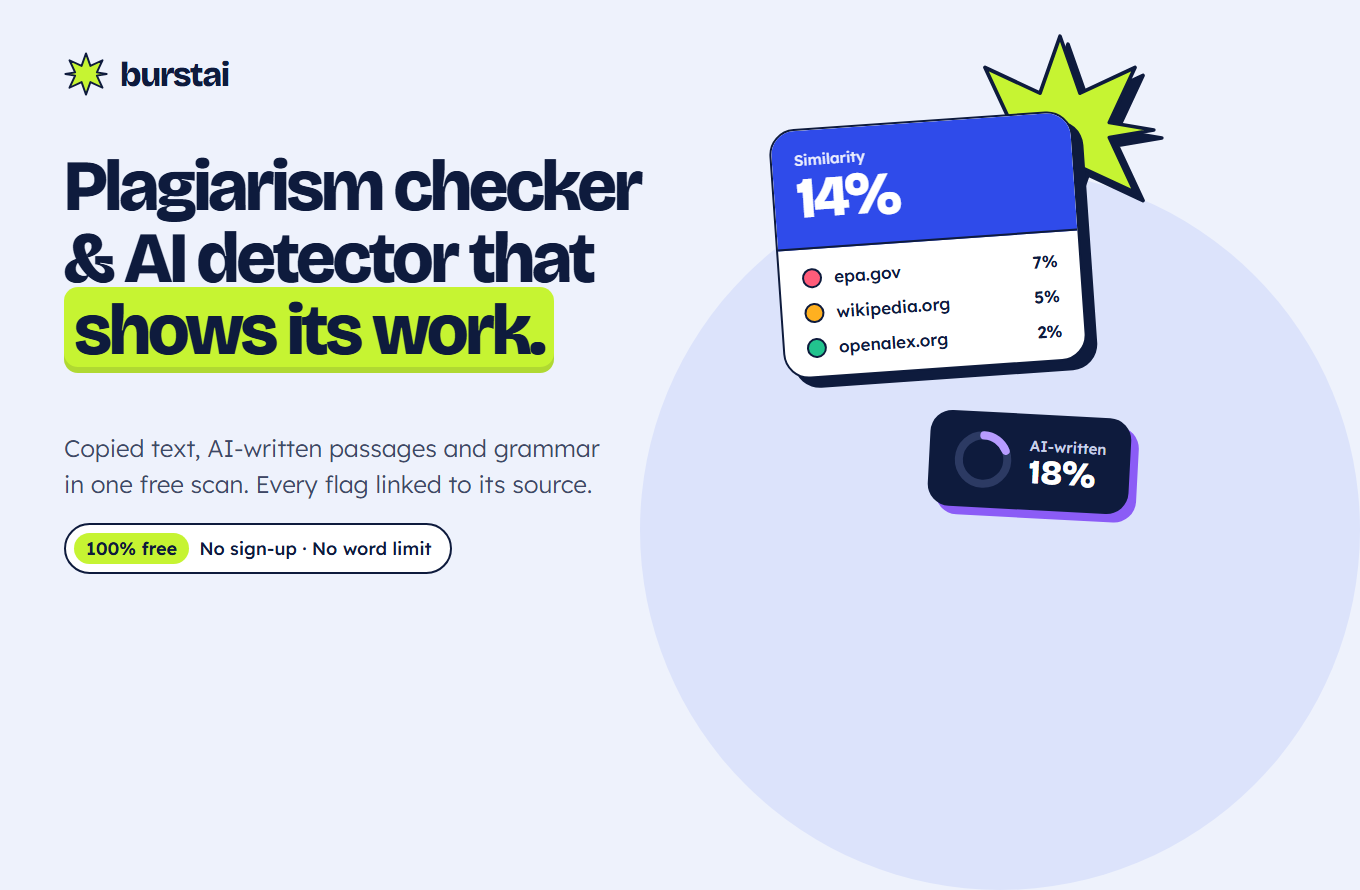 burstai
Plagiarism checker
& AI detector that
shows its work.
Copied text, AI-written passages and grammar
in one free scan. Every flag linked to its source.
100% free No sign-up · No word limit
Similarity
14%
epa.gov 7%
wikipedia.org 5%
openalex.org 2%
AI-written
18%